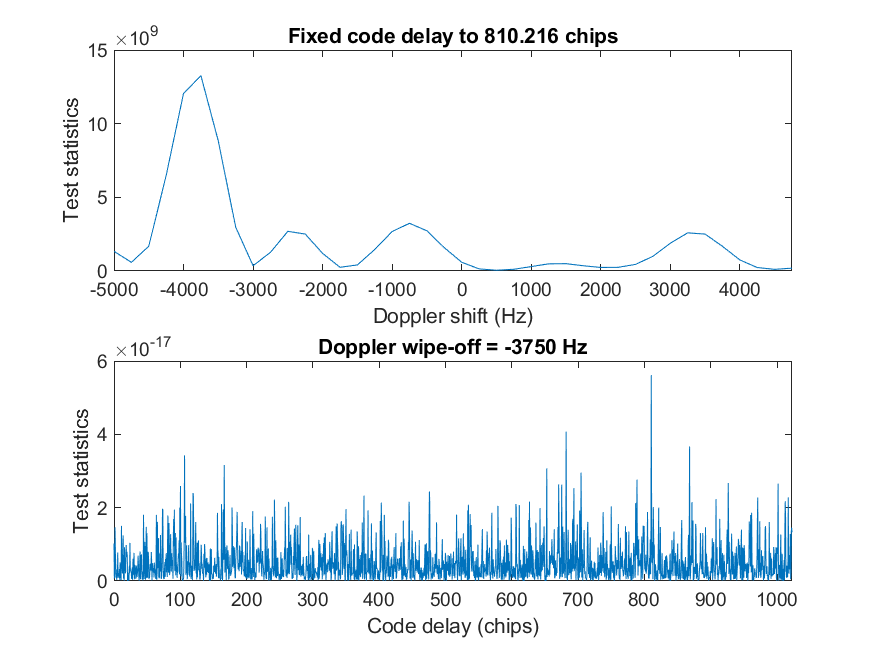 Fixed code delay to 810.216 chips
×10⁹
15
10
5
0
Test statistics
-5000 -4000 -3000 -2000 -1000 0 1000 2000 3000 4000
Doppler shift (Hz)
Doppler wipe-off = -3750 Hz
×10⁻¹⁷
6
4
2
0
Test statistics
0 100 200 300 400 500 600 700 800 900 1000
Code delay (chips)